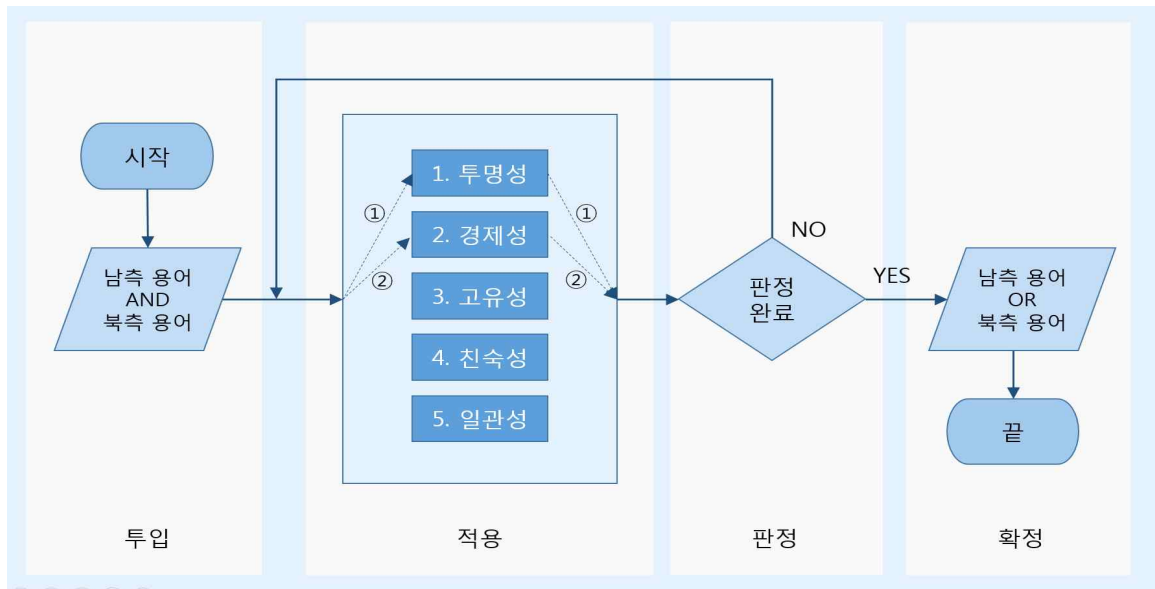 시작
남측 용어
AND
북측 용어
투입
①
②
1. 투명성
2. 경제성
3. 고유성
4. 친숙성
5. 일관성
①
②
적용
NO
YES
판정
완료
판정
남측 용어
OR
북측 용어
끝
확정